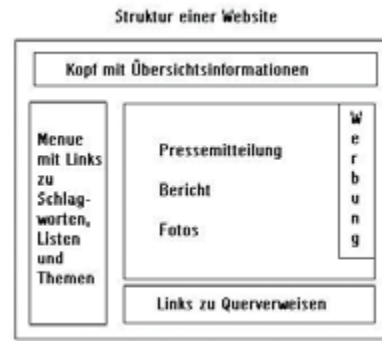 Struktur einer Website
Kopf mit Übersichtsinformationen
Menue
mit Links
zu
Schlag-
worten,
Listen
und
Themen
Pressemitteilung
Bericht
Fotos
W
e
r
b
u
n
g
Links zu Querverweisen